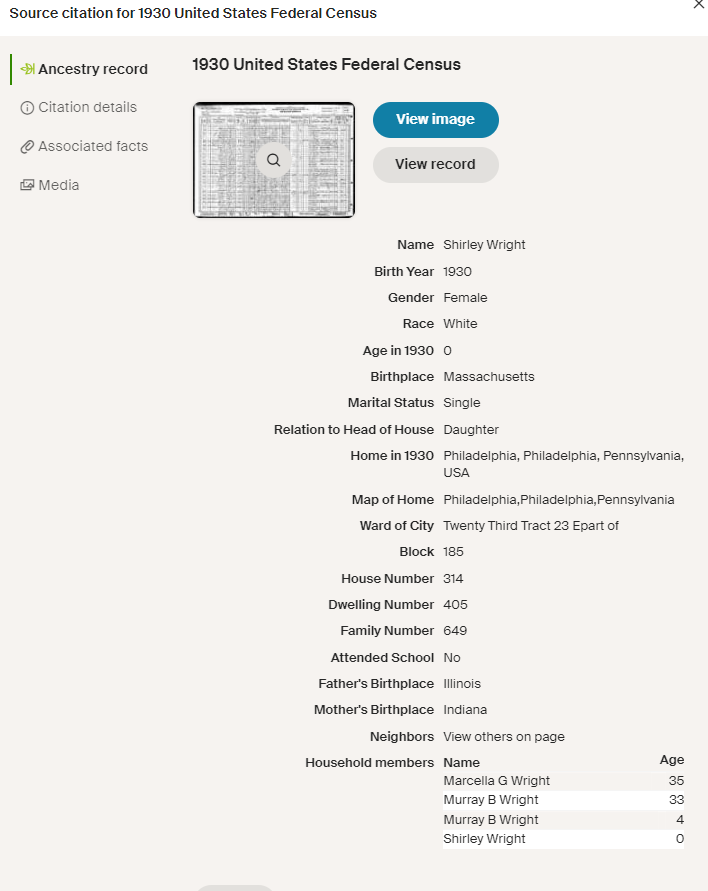 Source citation for 1930 United States Federal Census
Ancestry record
Citation details
Associated facts
Media
1930 United States Federal Census
View image
View record
Name Shirley Wright
Birth Year 1930
Gender Female
Race White
Age in 1930 0
Birthplace Massachusetts
Marital Status Single
Relation to Head of House Daughter
Home in 1930 Philadelphia, Philadelphia, Pennsylvania,
USA
Map of Home Philadelphia,Philadelphia,Pennsylvania
Ward of City Twenty Third Tract 23 Epart of
Block 185
House Number 314
Dwelling Number 405
Family Number 649
Attended School No
Father's Birthplace Illinois
Mother's Birthplace Indiana
Neighbors View others on page
Household members Name Age
Marcella G Wright 35
Murray B Wright 33
Murray B Wright 4
Shirley Wright 0